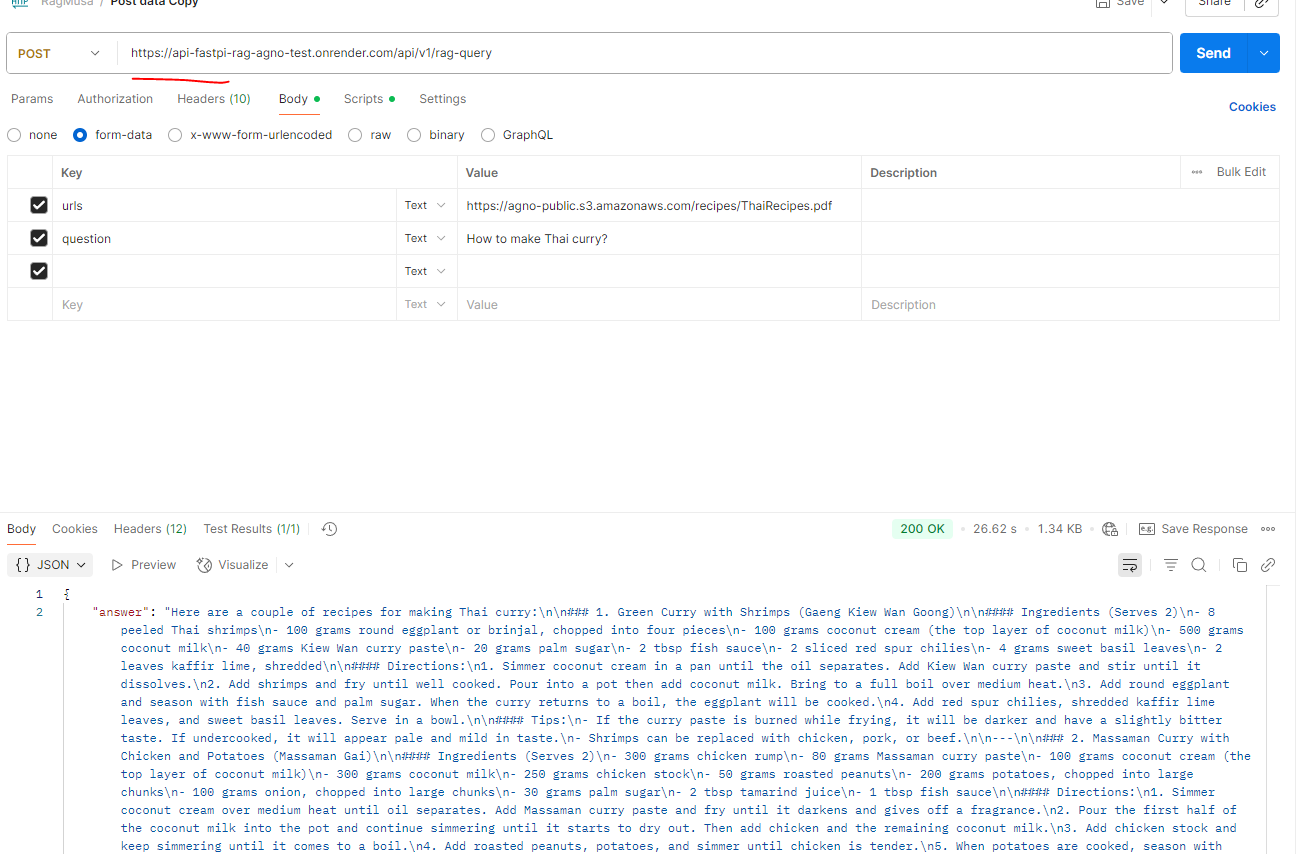 HTTP RagMusa / Post data Copy Save Share
POST https://api-fastpi-rag-agno-test.onrender.com/api/v1/rag-query Send
Params Authorization Headers (10) Body Scripts Settings Cookies
none form-data x-www-form-urlencoded raw binary GraphQL
Key Value Description Bulk Edit
urls Text https://agno-public.s3.amazonaws.com/recipes/ThaiRecipes.pdf
question Text How to make Thai curry?
Text
Key Text Value Description
Body Cookies Headers (12) Test Results (1/1) 200 OK 26.62 s 1.34 KB e.g. Save Response
{} JSON Preview Visualize
1 {
2 "answer": "Here are a couple of recipes for making Thai curry:\n\n### 1. Green Curry with Shrimps (Gaeng Kiew Wan Goong)\n\n#### Ingredients (Serves 2)\n- 8
peeled Thai shrimps\n- 100 grams round eggplant or brinjal, chopped into four pieces\n- 100 grams coconut cream (the top layer of coconut milk)\n- 500 grams
coconut milk\n- 40 grams Kiew Wan curry paste\n- 20 grams palm sugar\n- 2 tbsp fish sauce\n- 2 sliced red spur chilies\n- 4 grams sweet basil leaves\n- 2
leaves kaffir lime, shredded\n\n#### Directions:\n1. Simmer coconut cream in a pan until the oil separates. Add Kiew Wan curry paste and stir until it
dissolves.\n2. Add shrimps and fry until well cooked. Pour into a pot then add coconut milk. Bring to a full boil over medium heat.\n3. Add round eggplant
and season with fish sauce and palm sugar. When the curry returns to a boil, the eggplant will be cooked.\n4. Add red spur chilies, shredded kaffir lime
leaves, and sweet basil leaves. Serve in a bowl.\n\n#### Tips:\n- If the curry paste is burned while frying, it will be darker and have a slightly bitter
taste. If undercooked, it will appear pale and mild in taste.\n- Shrimps can be replaced with chicken, pork, or beef.\n\n---\n\n### 2. Massaman Curry with
Chicken and Potatoes (Massaman Gai)\n\n#### Ingredients (Serves 2)\n- 300 grams chicken rump\n- 80 grams Massaman curry paste\n- 100 grams coconut cream (the
top layer of coconut milk)\n- 300 grams coconut milk\n- 250 grams chicken stock\n- 50 grams roasted peanuts\n- 200 grams potatoes, chopped into large
chunks\n- 100 grams onion, chopped into large chunks\n- 30 grams palm sugar\n- 2 tbsp tamarind juice\n- 1 tbsp fish sauce\n\n#### Directions:\n1. Simmer
coconut cream over medium heat until oil separates. Add Massaman curry paste and fry until it darkens and gives off a fragrance.\n2. Pour the first half of
the coconut milk into the pot and continue simmering until it starts to dry out. Then add chicken and the remaining coconut milk.\n3. Add chicken stock and
keep simmering until it comes to a boil.\n4. Add roasted peanuts, potatoes, and simmer until chicken is tender.\n5. When potatoes are cooked, season with